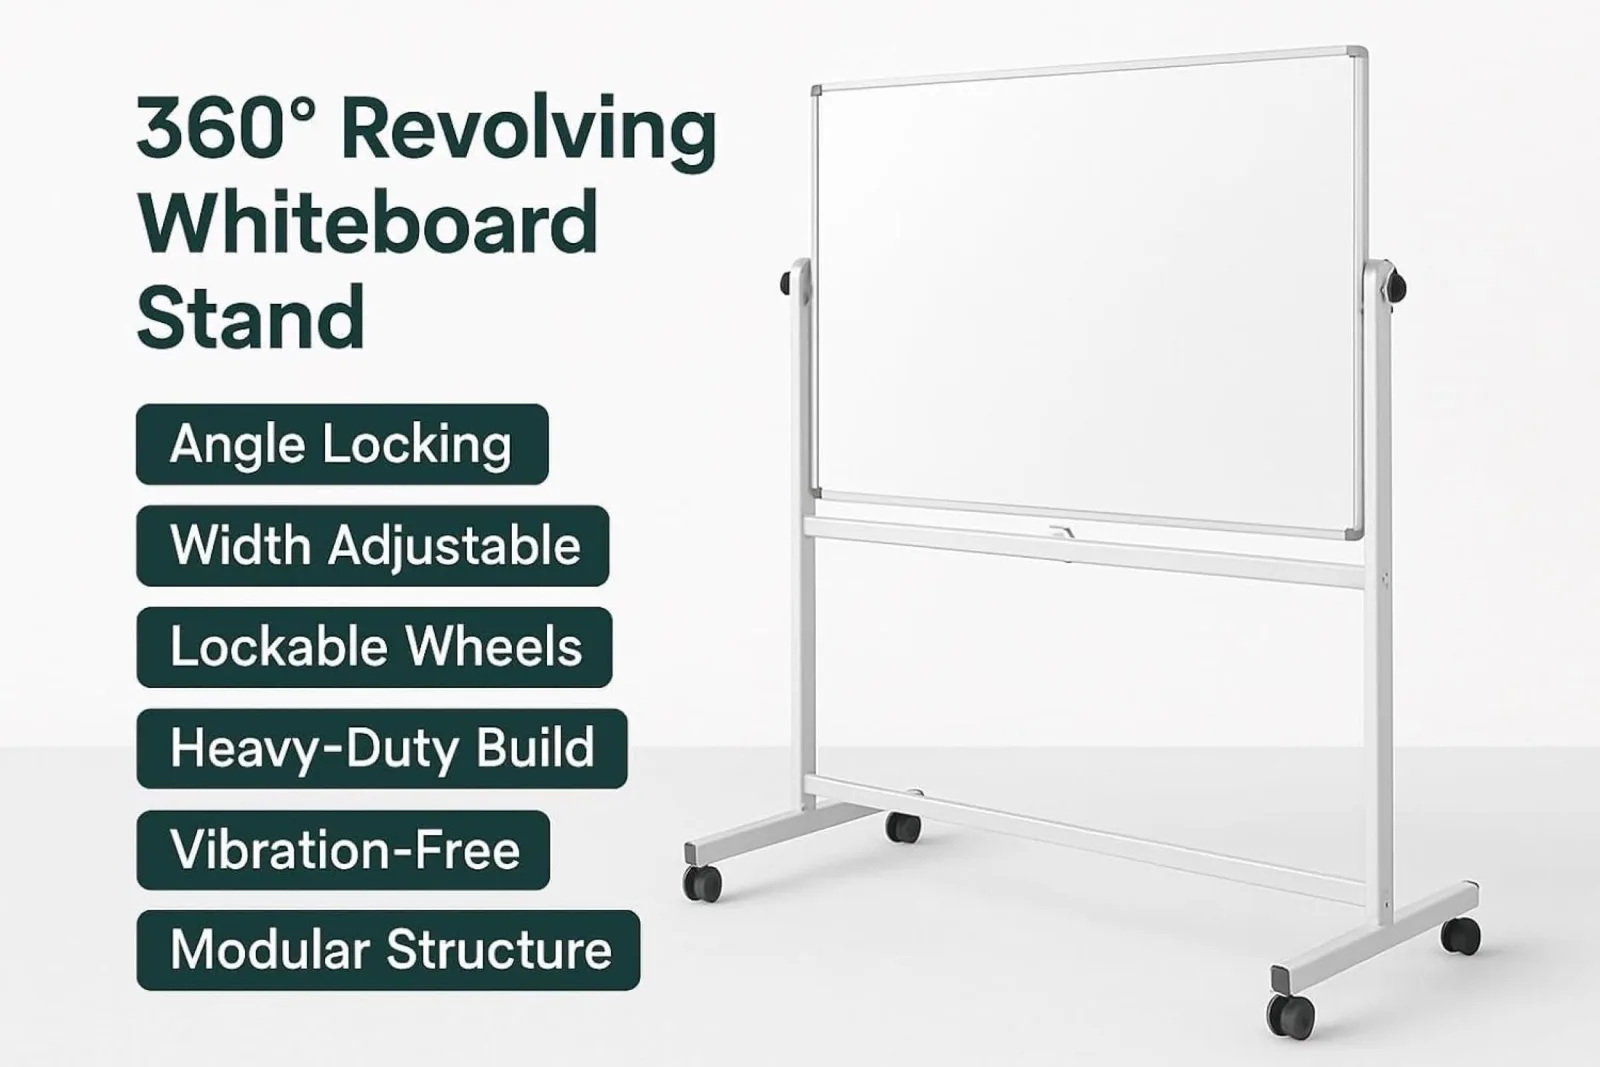 360° Revolving
Whiteboard
Stand
Angle Locking
Width Adjustable
Lockable Wheels
Heavy-Duty Build
Vibration-Free
Modular Structure